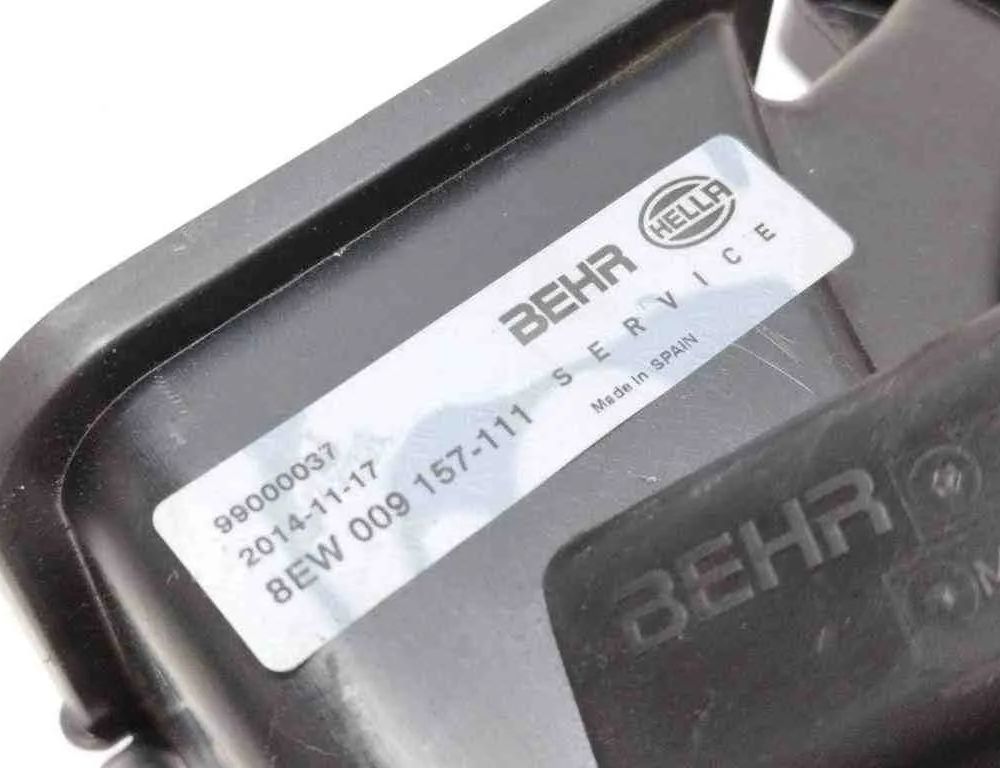 BEHR HELLA
SERVICE
Made In SPAIN
99000037
2014-11-17
8EW 009 157-111
BEHR
M